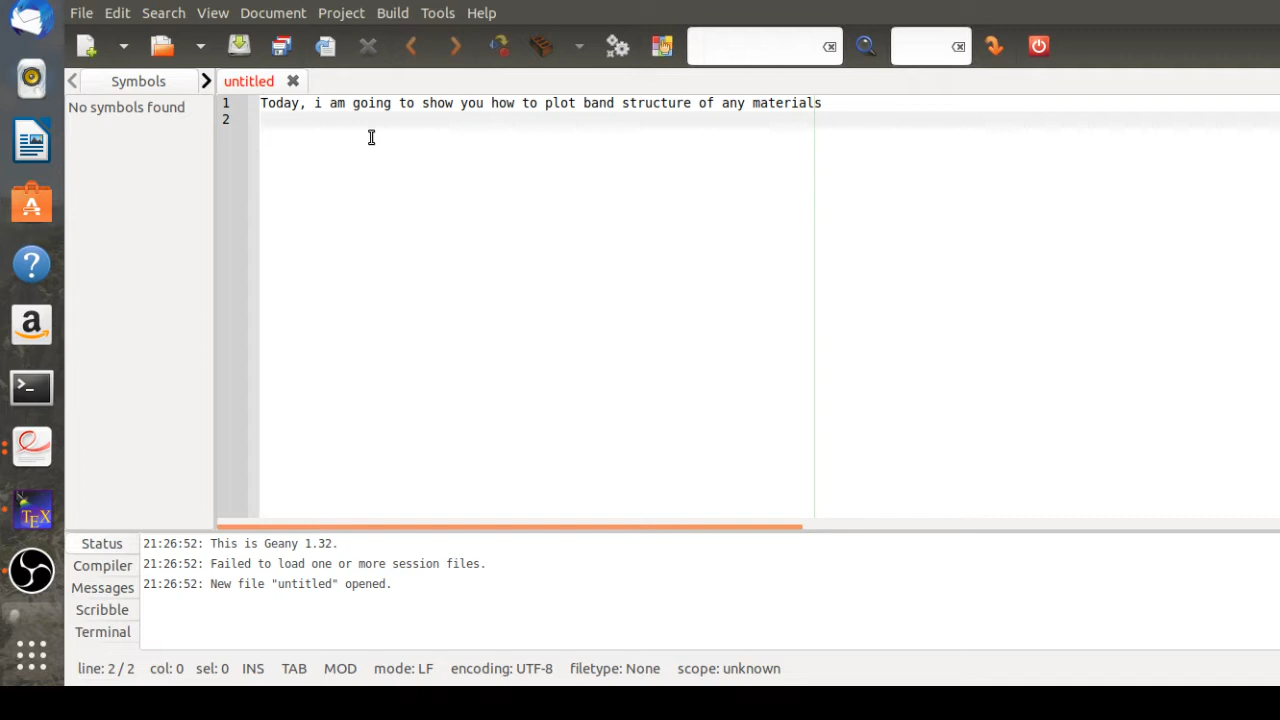 File Edit Search View Document Project Build Tools Help
Symbols untitled
No symbols found
1 Today, i am going to show you how to plot band structure of any materials
2
Status 21:26:52: This is Geany 1.32.
Compiler 21:26:52: Failed to load one or more session files.
Messages 21:26:52: New file "untitled" opened.
Scribble
Terminal
line: 2 / 2 col: 0 sel: 0 INS TAB MOD mode: LF encoding: UTF-8 filetype: None scope: unknown
A
?
a
>_
TEX